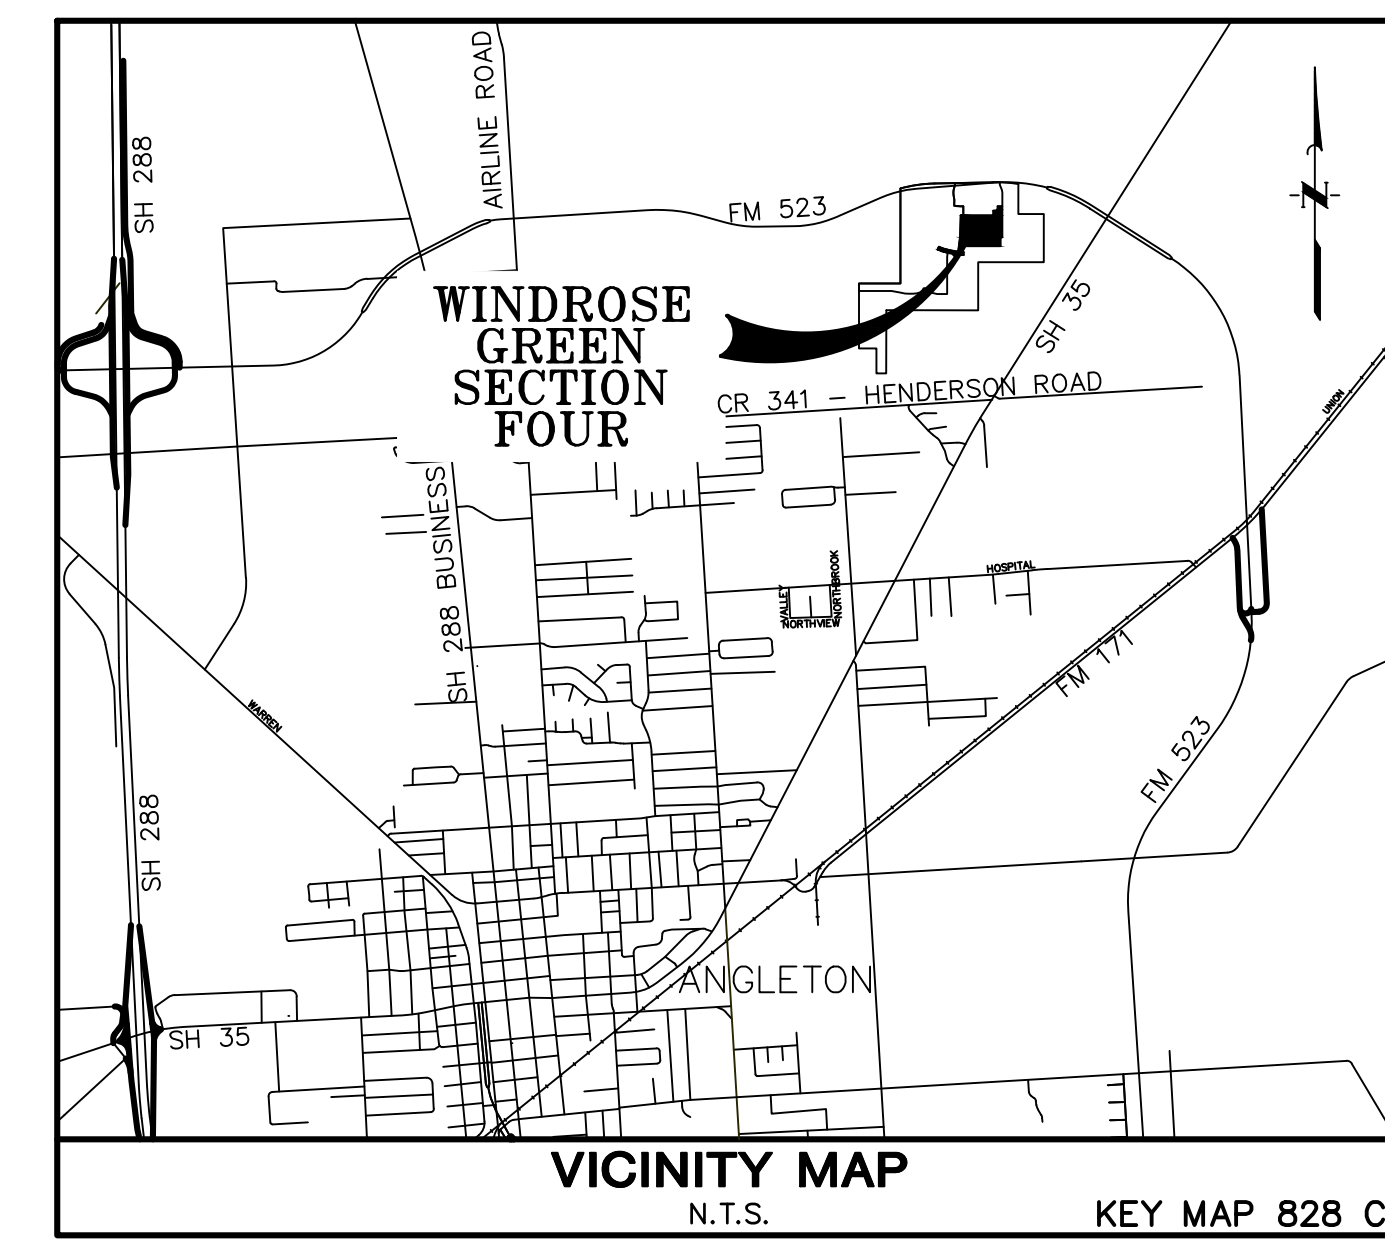 AIRLINE ROAD
SH 288
FM 523
WINDROSE
GREEN
SECTION
FOUR
SH 35
CR 341 - HENDERSON ROAD
UNION
SH 288 BUSINESS
HOSPITAL
VALLEY
NORTHBROOK
NORTHVIEW
FM 171
WARREN
FM 523
SH 288
ANGLETON
SH 35
N
VICINITY MAP
N.T.S.
KEY MAP 828 C